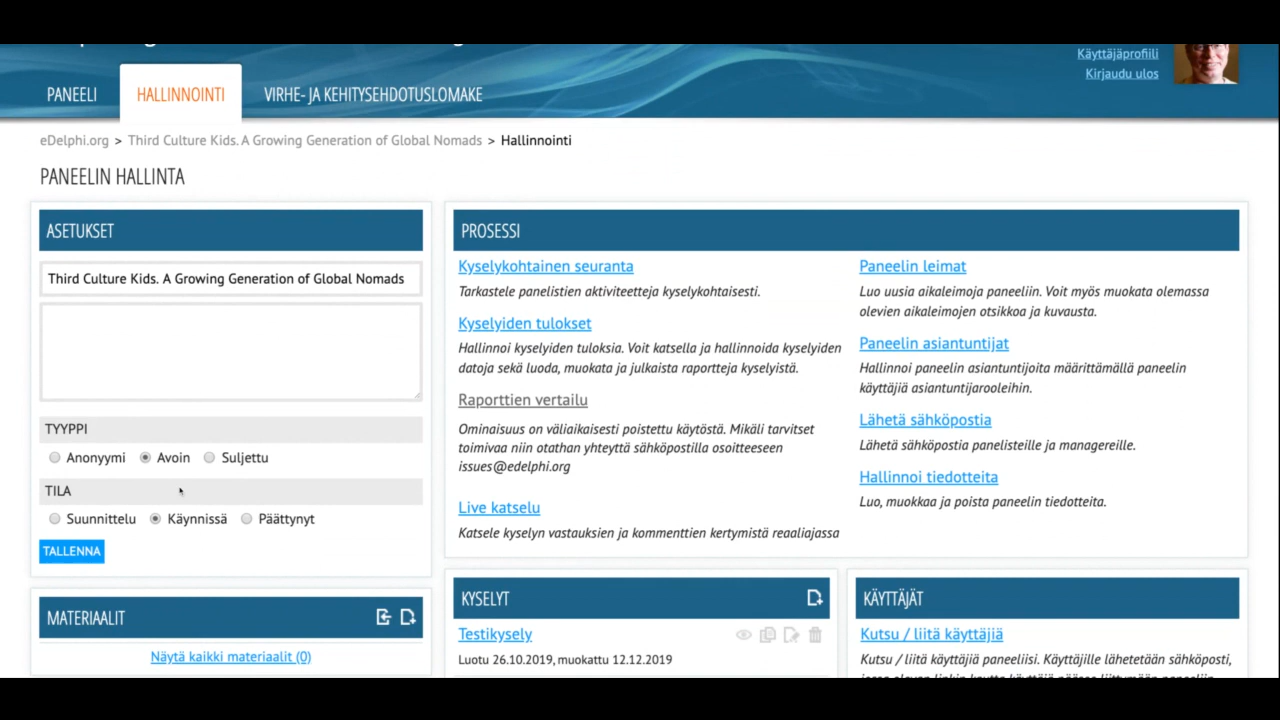 Käyttäjäprofiili
Kirjaudu ulos
PANEELI
HALLINNOINTI
VIRHE- JA KEHITYSEHDOTUSLOMAKE
eDelphi.org > Third Culture Kids. A Growing Generation of Global Nomads > Hallinnointi
PANEELIN HALLINTA
ASETUKSET
Third Culture Kids. A Growing Generation of Global Nomads
TYYPPI
Anonyymi
Avoin
Suljettu
TILA
Suunnittelu
Käynnissä
Päättynyt
TALLENNA
MATERIAALIT
Näytä kaikki materiaalit (0)
PROSESSI
Kyselykohtainen seuranta
Tarkastele panelistien aktiviteetteja kyselykohtaisesti.
Kyselyiden tulokset
Hallinnoi kyselyiden tuloksia. Voit katsella ja hallinnoida kyselyiden
datoja sekä luoda, muokata ja julkaista raportteja kyselyistä.
Raporttien vertailu
Ominaisuus on väliaikaisesti poistettu käytöstä. Mikäli tarvitset
toimivaa niin otathan yhteyttä sähköpostilla osoitteeseen
issues@edelphi.org
Live katselu
Katsele kyselyn vastauksien ja kommenttien kertymistä reaaliajassa
Paneelin leimat
Luo uusia aikaleimoja paneeliin. Voit myös muokata olemassa
olevien aikaleimojen otsikkoa ja kuvausta.
Paneelin asiantuntijat
Hallinnoi paneelin asiantuntijoita määrittämällä paneelin
käyttäjiä asiantuntijarooleihin.
Lähetä sähköpostia
Lähetä sähköpostia panelisteille ja managereille.
Hallinnoi tiedotteita
Luo, muokkaa ja poista paneelin tiedotteita.
KYSELYT
Testikysely
Luotu 26.10.2019, muokattu 12.12.2019
KÄYTTÄJÄT
Kutsu / liitä käyttäjiä
Kutsu / liitä käyttäjiä paneeliisi. Käyttäjille lähetetään sähköposti,